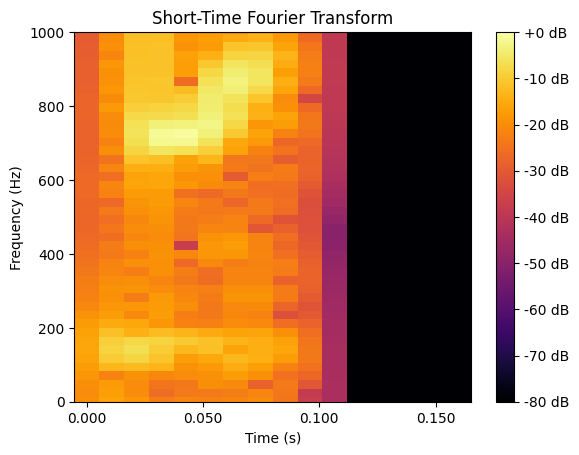 Short-Time Fourier Transform
1000
800
600
400
200
0
Frequency (Hz)
0.000
0.050
0.100
0.150
Time (s)
+0 dB
-10 dB
-20 dB
-30 dB
-40 dB
-50 dB
-60 dB
-70 dB
-80 dB